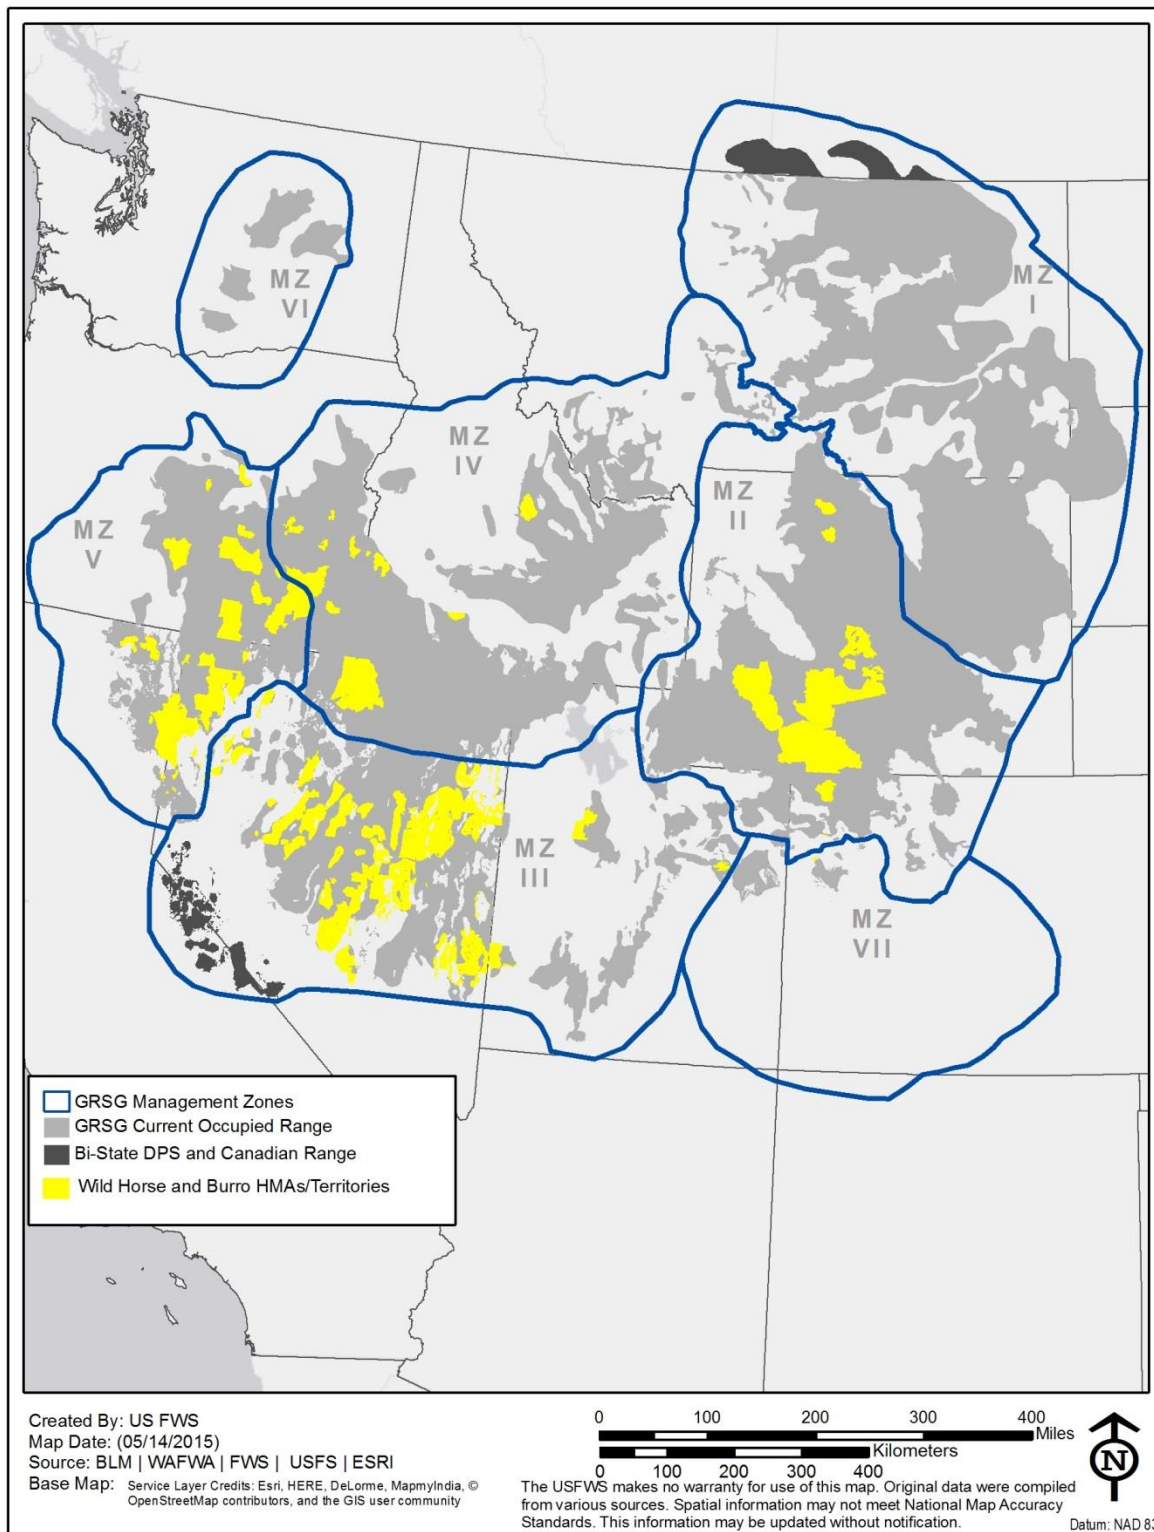 MZ
VI
MZ
I
MZ
IV
MZ
II
MZ
V
MZ
III
MZ
VII
GRSG Management Zones
GRSG Current Occupied Range
Bi-State DPS and Canadian Range
Wild Horse and Burro HMAs/Territories
Created By: US FWS
Map Date: (05/14/2015)
Source: BLM | WAFWA | FWS | USFS | ESRI
Base Map: Service Layer Credits: Esri, HERE, DeLorme, MapmyIndia, ©
OpenStreetMap contributors, and the GIS user community
0 100 200 300 400
Miles
Kilometers
0 100 200 300 400
The USFWS makes no warranty for use of this map. Original data were compiled
from various sources. Spatial information may not meet National Map Accuracy
Standards. This information may be updated without notification.
N
Datum: NAD 83